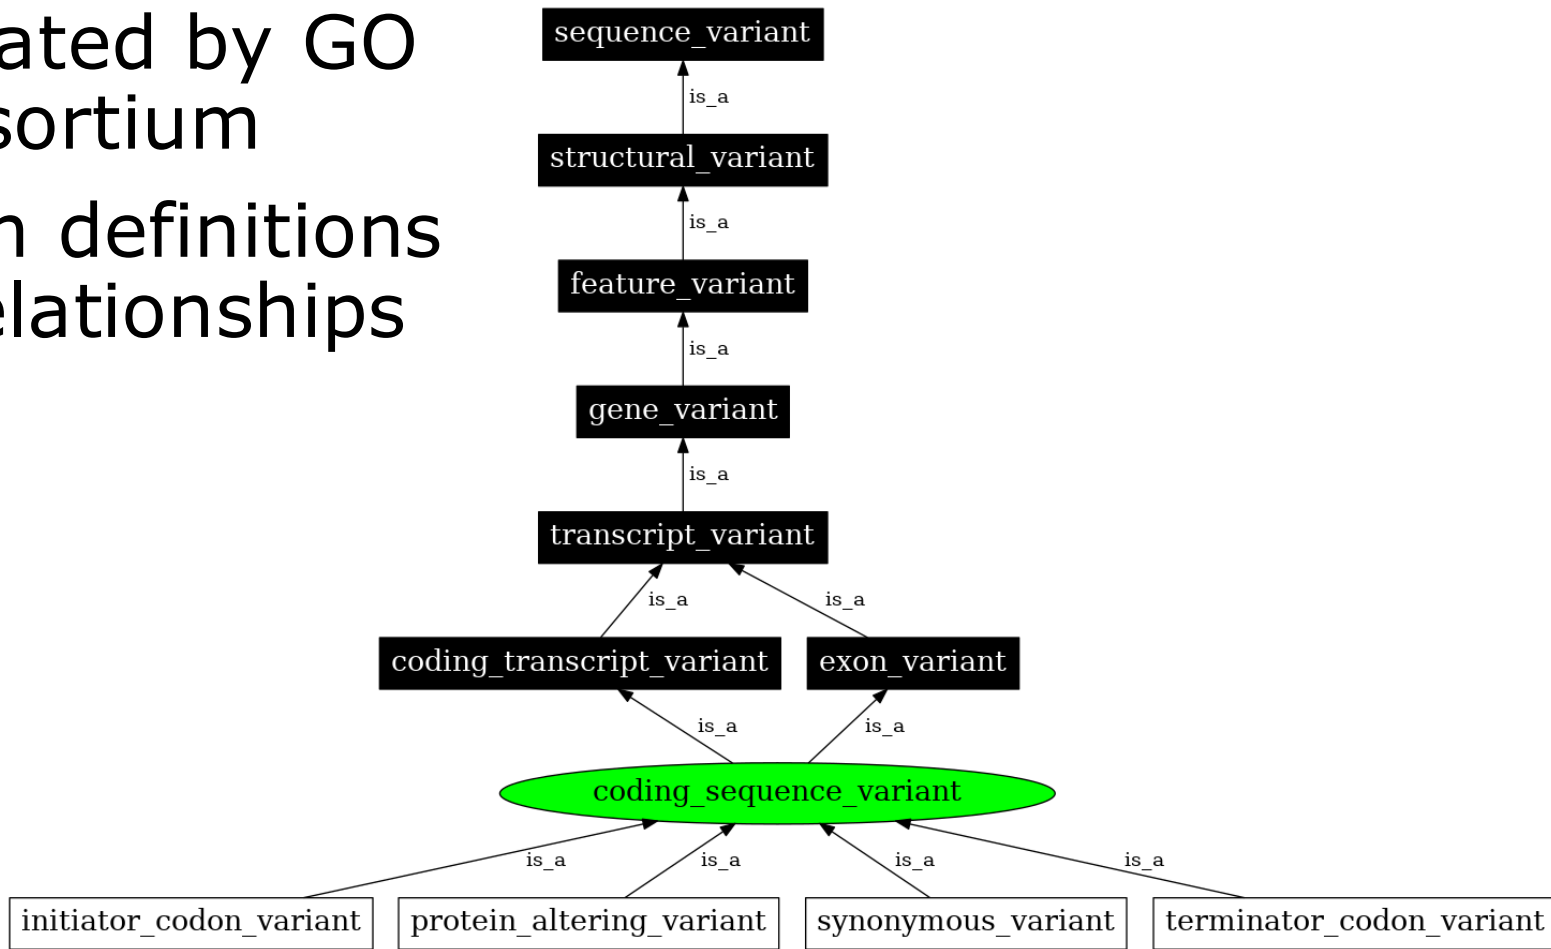 ated by GO
sortium
n definitions
elationships
sequence_variant
is_a
structural_variant
is_a
feature_variant
is_a
gene_variant
is_a
transcript_variant
is_a is_a
coding_transcript_variant exon_variant
is_a is_a
coding_sequence_variant
is_a is_a is_a is_a
initiator_codon_variant protein_altering_variant synonymous_variant terminator_codon_variant